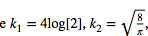 e k₁ = 4log[2], k₂ = √(8/π),